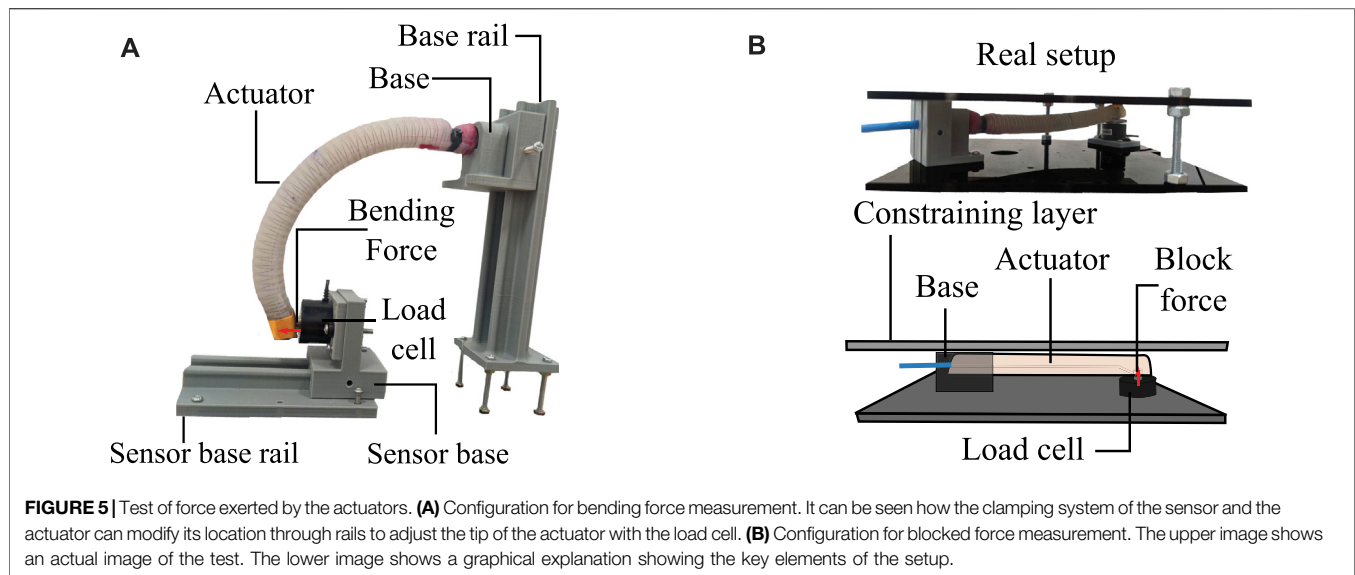 A
Base rail
Base
Actuator
Bending
Force
Load
cell
Sensor base rail
Sensor base
B
Real setup
Constraining layer
Actuator
Block
force
Base
Load cell
FIGURE 5 | Test of force exerted by the actuators. (A) Configuration for bending force measurement. It can be seen how the clamping system of the sensor and the
actuator can modify its location through rails to adjust the tip of the actuator with the load cell. (B) Configuration for blocked force measurement. The upper image shows
an actual image of the test. The lower image shows a graphical explanation showing the key elements of the setup.